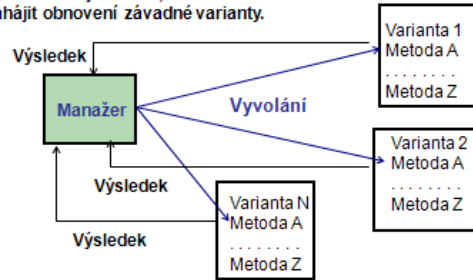 ahájit obnovení závadné varianty.
Výsledek
Manažer
Vyvolání
Varianta 1
Metoda A
. . . . . . . .
Metoda Z
Varianta 2
Metoda A
. . . . . . . .
Metoda Z
Výsledek
Varianta N
Metoda A
. . . . . . . .
Metoda Z
Výsledek